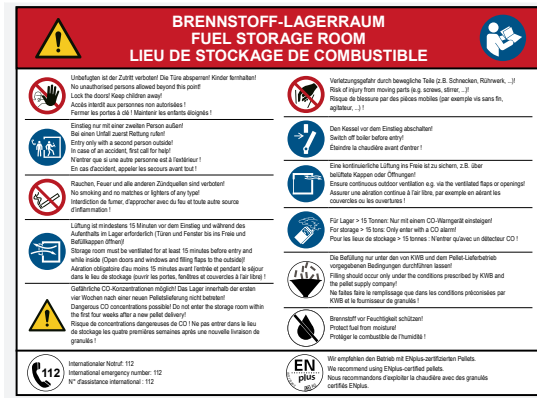 BRENNSTOFF-LAGERRAUM
FUEL STORAGE ROOM
LIEU DE STOCKAGE DE COMBUSTIBLE
Unbefugten ist der Zutritt verboten! Die Türe absperren! Kinder fernhalten!
No unauthorised persons allowed beyond this point!
Lock the doors! Keep children away!
Accès interdit aux personnes non autorisées !
Fermer les portes à clé ! Maintenir les enfants éloignés !
Einstieg nur mit einer zweiten Person außen!
Bei einen Unfall zuerst Rettung rufen!
Entry only with a second person outside!
In case of an accident, first call for help!
N'entrer que si une autre personne est à l'extérieur !
En cas d'accident, appeler les secours avant tout !
Rauchen, Feuer und alle anderen Zündquellen sind verboten!
No smoking and no matches or lighters of any type!
Interdiction de fumer, d'approcher avec du feu et toute autre source
d'inflammation !
Lüftung ist mindestens 15 Minuten vor dem Einstieg und während des
Aufenthalts im Lager erforderlich (Türen und Fenster bis ins Freie und
Befüllkappen öffnen)!
Storage room must be ventilated for at least 15 minutes before entry and
while inside (Open doors and windows and filling flaps to the outside)!
Aération obligatoire d'au moins 15 minutes avant l'entrée et pendant le séjour
dans le lieu de stockage (ouvrir les portes, fenêtres et couvercles à l'air libre) !
Gefährliche CO-Konzentrationen möglich! Das Lager innerhalb der ersten
vier Wochen nach einer neuen Pelletslieferung nicht betreten!
Dangerous CO concentrations possible! Do not enter the storage room within
the first four weeks after a new pellet delivery!
Risque de concentrations dangereuses de CO ! Ne pas entrer dans le lieu
de stockage les quatre premières semaines après une nouvelle livraison de
granulés !
112
Internationaler Notruf: 112
International emergency number: 112
N° d'assistance international : 112
Verletzungsgefahr durch bewegliche Teile (z.B. Schnecken, Rührwerk, ...)!
Risk of injury from moving parts (e.g. screws, stirrer, ...)!
Risque de blessure par des pièces mobiles (par exemple vis sans fin,
agitateur, ...) !
Den Kessel vor dem Einstieg abschalten!
Switch off boiler before entry!
Éteindre la chaudière avant d'entrer !
Eine kontinuierliche Lüftung ins Freie ist zu sichern, z.B. über
belüftete Kappen oder Öffnungen!
Ensure continuous outdoor ventilation e.g. via the ventilated flaps or openings!
Assurer une aération continue à l'air libre, par exemple en aérant les
couvercles ou les ouvertures !
Für Lager > 15 Tonnen: Nur mit einem CO-Warngerät einsteigen!
For storage > 15 tons: Only enter with a CO alarm!
Pour les lieux de stockage > 15 tonnes : N'entrer qu'avec un détecteur CO !
Die Befüllung nur unter den von KWB und dem Pellet-Lieferbetrieb
vorgegebenen Bedingungen durchführen lassen!
Filling should occur only under the conditions prescribed by KWB and
the pellet supply company!
Ne faites faire le remplissage que dans les conditions préconisées par
KWB et le fournisseur de granulés !
Brennstoff vor Feuchtigkeit schützen!
Protect fuel from moisture!
Protéger le combustible de l'humidité !
EN
plus
Wir empfehlen den Betrieb mit ENplus-zertifizierten Pellets.
We recommend using ENplus-certified pellets.
Nous recommandons d'exploiter la chaudière avec des granulés
certifiés ENplus.